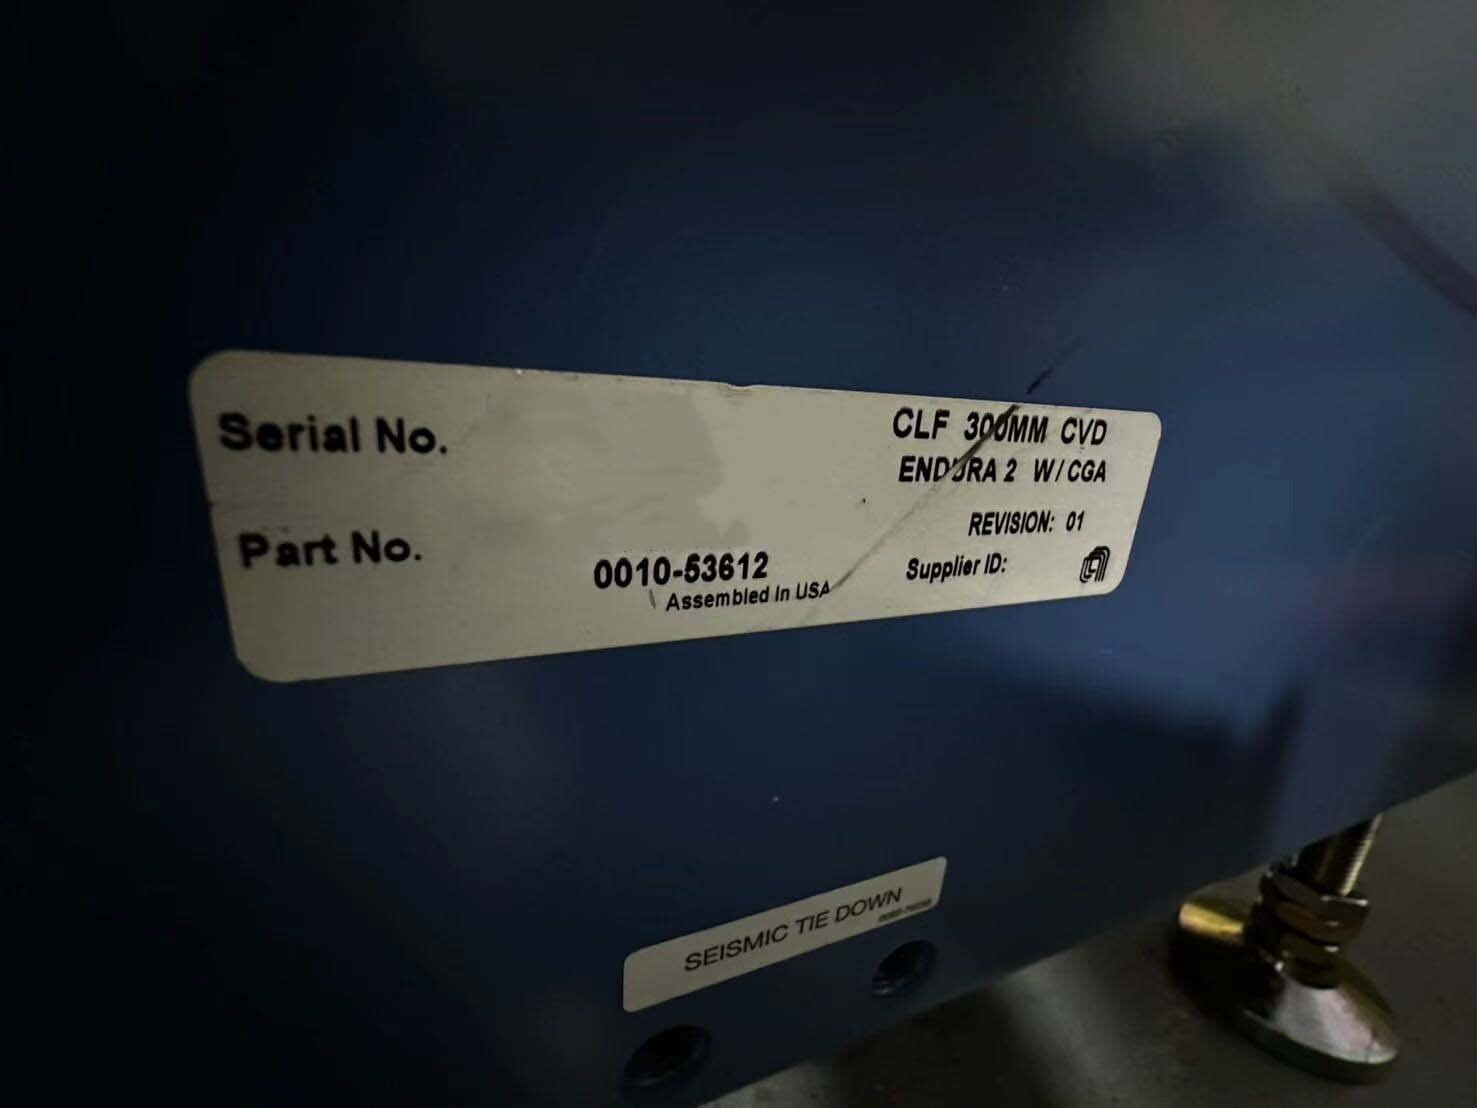 Serial No.
CLF 300MM CVD
ENDURA 2 W/CGA
REVISION: 01
Part No.
0010-53612
Supplier ID:
Assembled In USA
SEISMIC TIE DOWN